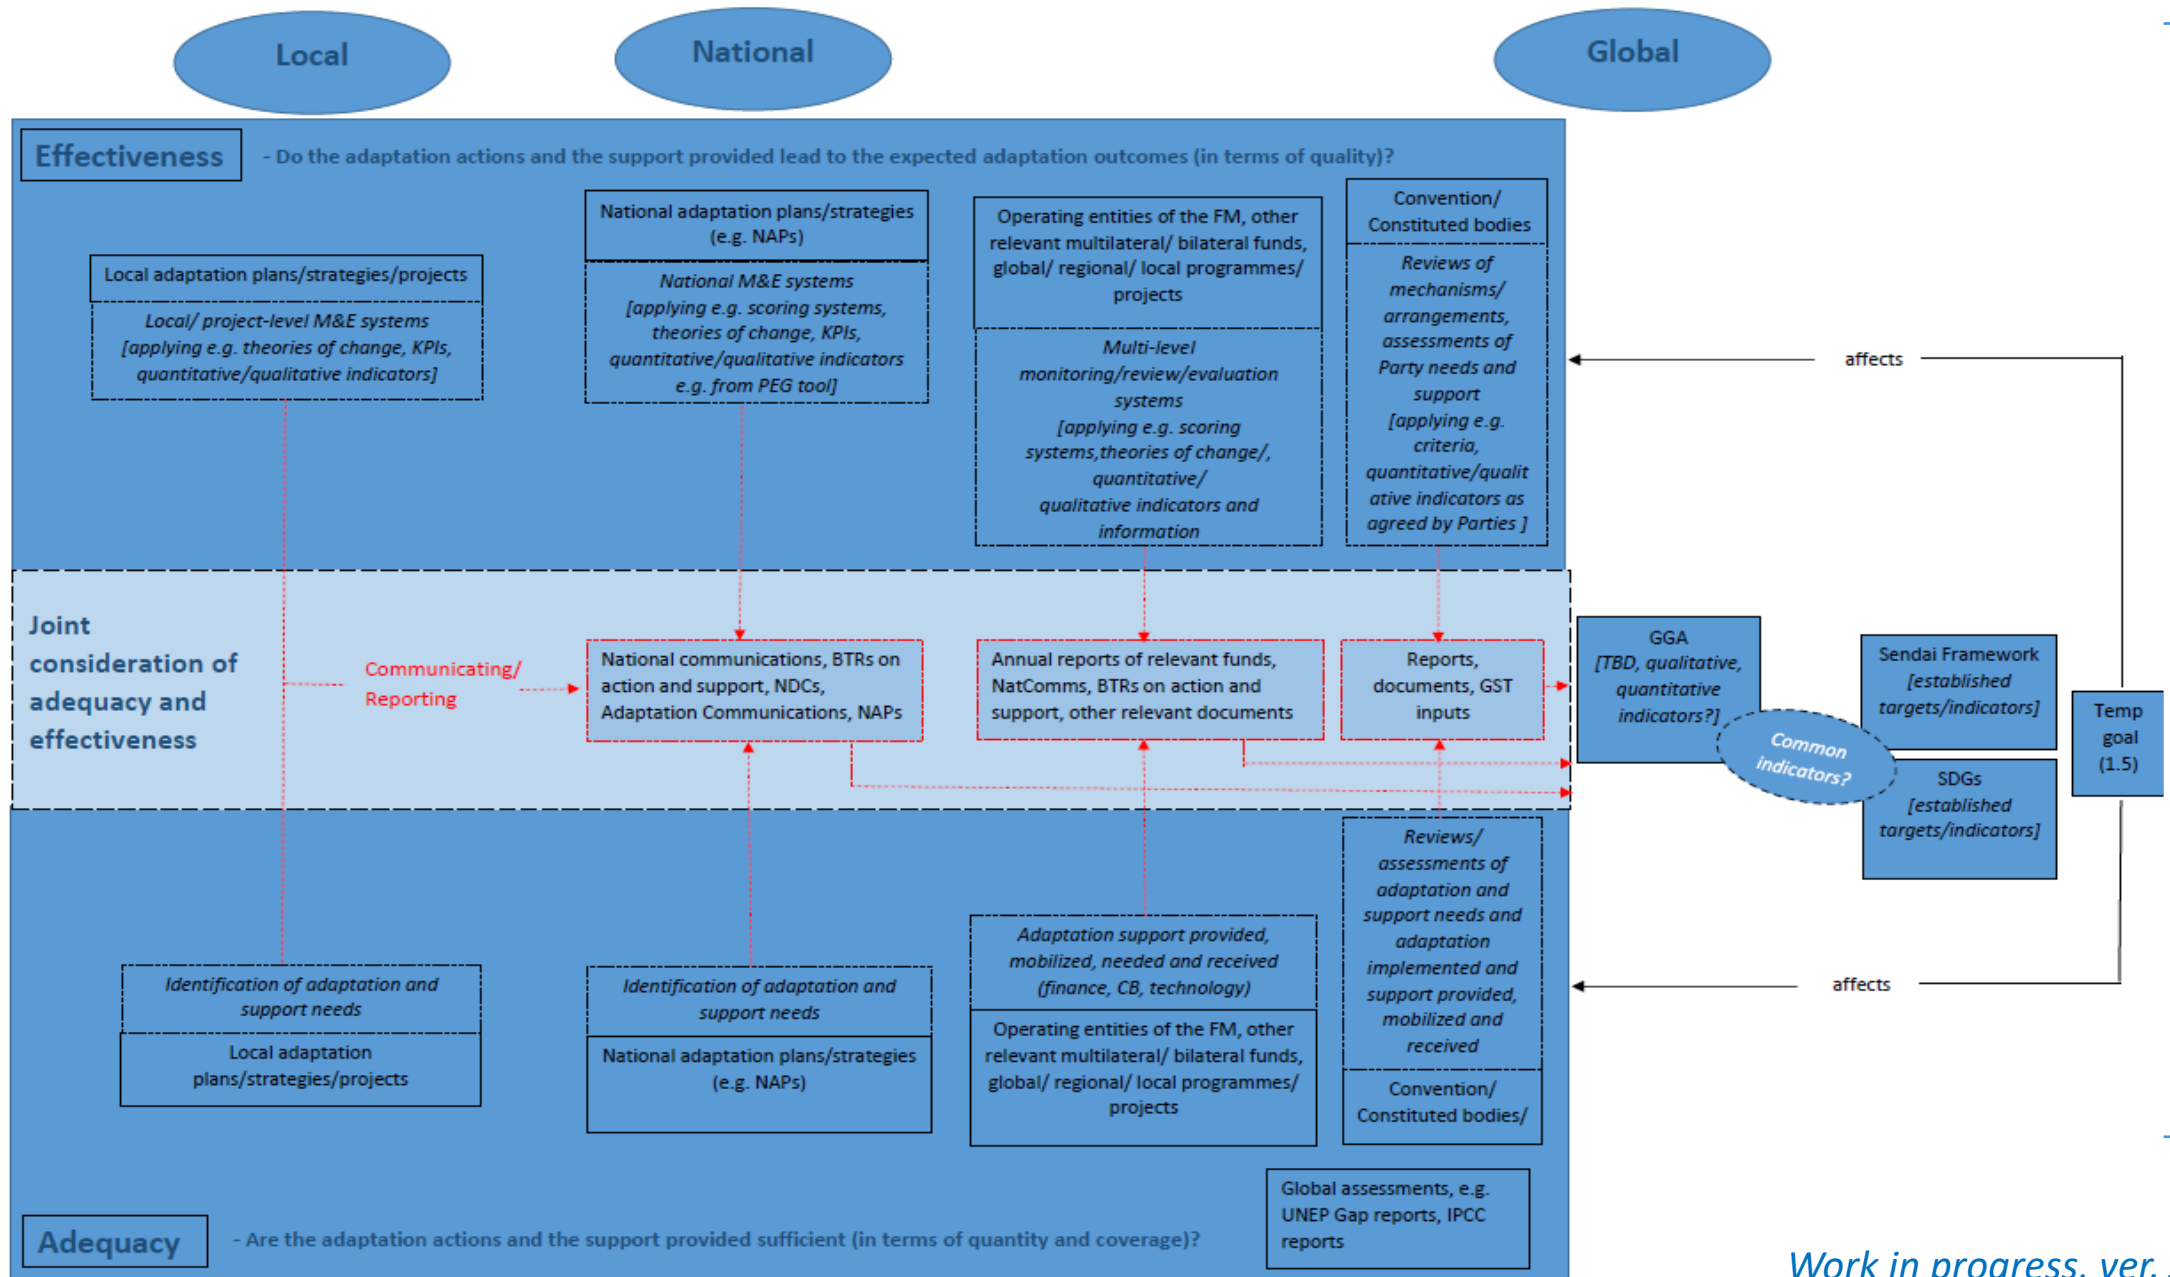 Local
National
Global
Effectiveness
- Do the adaptation actions and the support provided lead to the expected adaptation outcomes (in terms of quality)?
Local adaptation plans/strategies/projects
Local/ project-level M&E systems
[applying e.g. theories of change, KPIs,
quantitative/qualitative indicators]
National adaptation plans/strategies
(e.g. NAPs)
National M&E systems
[applying e.g. scoring systems,
theories of change, KPIs,
quantitative/qualitative indicators
e.g. from PEG tool]
Operating entities of the FM, other
relevant multilateral/ bilateral funds,
global/ regional/ local programmes/
projects
Multi-level
monitoring/review/evaluation
systems
[applying e.g. scoring
systems,theories of change/,
quantitative/
qualitative indicators and
information
Convention/
Constituted bodies
Reviews of
mechanisms/
arrangements,
assessments of
Party needs and
support
[applying e.g.
criteria,
quantitative/qualit
ative indicators as
agreed by Parties ]
affects
Joint
consideration of
adequacy and
effectiveness
Communicating/
Reporting
National communications, BTRs on
action and support, NDCs,
Adaptation Communications, NAPs
Annual reports of relevant funds,
NatComms, BTRs on action and
support, other relevant documents
Reports,
documents, GST
inputs
GGA
[TBD, qualitative,
quantitative
indicators?]
Common
indicators?
Sendai Framework
[established
targets/indicators]
SDGs
[established
targets/indicators]
Temp
goal
(1.5)
Identification of adaptation and
support needs
Local adaptation
plans/strategies/projects
Identification of adaptation and
support needs
National adaptation plans/strategies
(e.g. NAPs)
Adaptation support provided,
mobilized, needed and received
(finance, CB, technology)
Operating entities of the FM, other
relevant multilateral/ bilateral funds,
global/ regional/ local programmes/
projects
Reviews/
assessments of
adaptation and
support needs and
adaptation
implemented and
support provided,
mobilized and
received
Convention/
Constituted bodies/
affects
Global assessments, e.g.
UNEP Gap reports, IPCC
reports
Adequacy
- Are the adaptation actions and the support provided sufficient (in terms of quantity and coverage)?
Work in progress, ver.